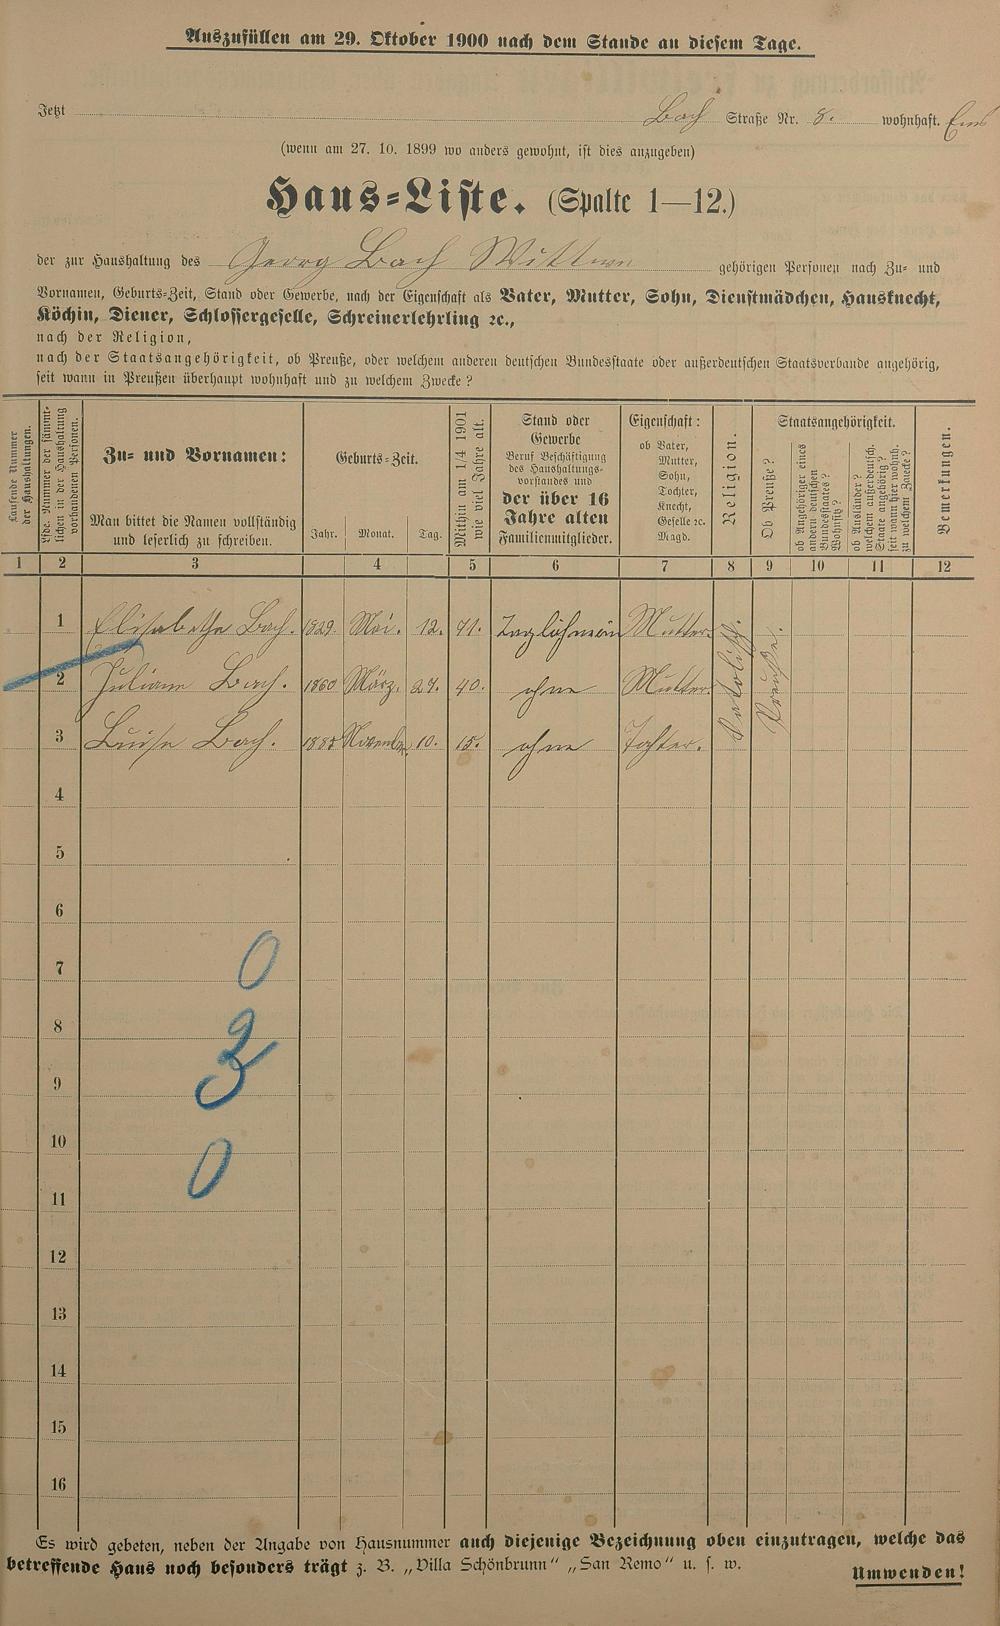 Auszufüllen am 29. Oktober 1900 nach dem Stande an diesem Tage.
Jetzt Bach Straße Nr. 8. wohnhaft. Ems
(wenn am 27. 10. 1899 wo anders gewohnt, ist dies anzugeben)
Haus-Liste. (Spalte 1—12.)
der zur Haushaltung des Georg Bach Wittwe gehörigen Personen nach Zu- und
Vornamen, Geburts-Zeit, Stand oder Gewerbe, nach der Eigenschaft als Vater, Mutter, Sohn, Dienstmädchen, Hausknecht,
Köchin, Diener, Schlossergeselle, Schreinerlehrling ꝛc.,
nach der Religion,
nach der Staatsangehörigkeit, ob Preuße, oder welchem anderen deutschen Bundesstaate oder außerdeutschen Staatsverbande angehörig,
seit wann in Preußen überhaupt wohnhaft und zu welchem Zwecke?
Laufende Nummer
der Haushaltungen.
Lfde. Nummer der sämmt-
lichen in der Haushaltung
vorhandenen Personen.
Zu- und Vornamen:
Man bittet die Namen vollständig
und leserlich zu schreiben.
Geburts-Zeit.
Jahr. Monat. Tag.
Mithin am 1/4 1901
wie viel Jahre alt.
Stand oder
Gewerbe
Beruf Beschäftigung
des Haushaltungs-
vorstandes und
der über 16
Jahre alten
Familienmitglieder.
Eigenschaft:
ob Vater,
Mutter,
Sohn,
Tochter,
Knecht,
Geselle ꝛc.
Magd.
Religion.
Staatsangehörigkeit.
Ob Preuße?
ob Angehöriger eines
andern deutschen
Bundesstaates?
Wohnsitz?
ob Ausländer?
welchem außerdeutsch.
Staate angehörig?
seit wann hier wohnh.
zu welchem Zwecke?
Bemerkungen.
1 2 3 4 5 6 7 8 9 10 11 12
1 Elisabetha Bach. 1829. Mai. 12. 71. Taglöhnerin Mutter.
2 Juliane Bach. 1860 März. 27. 40. ohne Mutter.
3 Luise Bach. 1885 November. 10. 15. ohne Tochter.
Katolisch.
Preuße.
4
5
6
7
0
8
3
9
10
0
11
12
13
14
15
16
Es wird gebeten, neben der Angabe von Hausnummer auch diejenige Bezeichnung oben einzutragen, welche das
betreffende Haus noch besonders trägt z. B. „Villa Schönbrunn“ „San Remo“ u. s. w.
Umwenden!